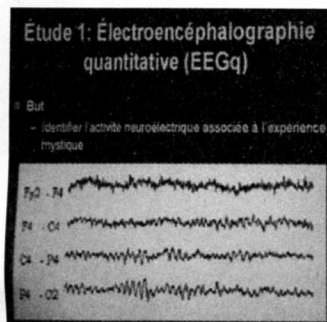 Étude 1: Électroencéphalographie
quantitative (EEGq)
But
– Identifier l'activité neuroélectrique associée à l'expérience
mystique
Fp2 - F4
F4 - C4
C4 - P4
P4 - O2